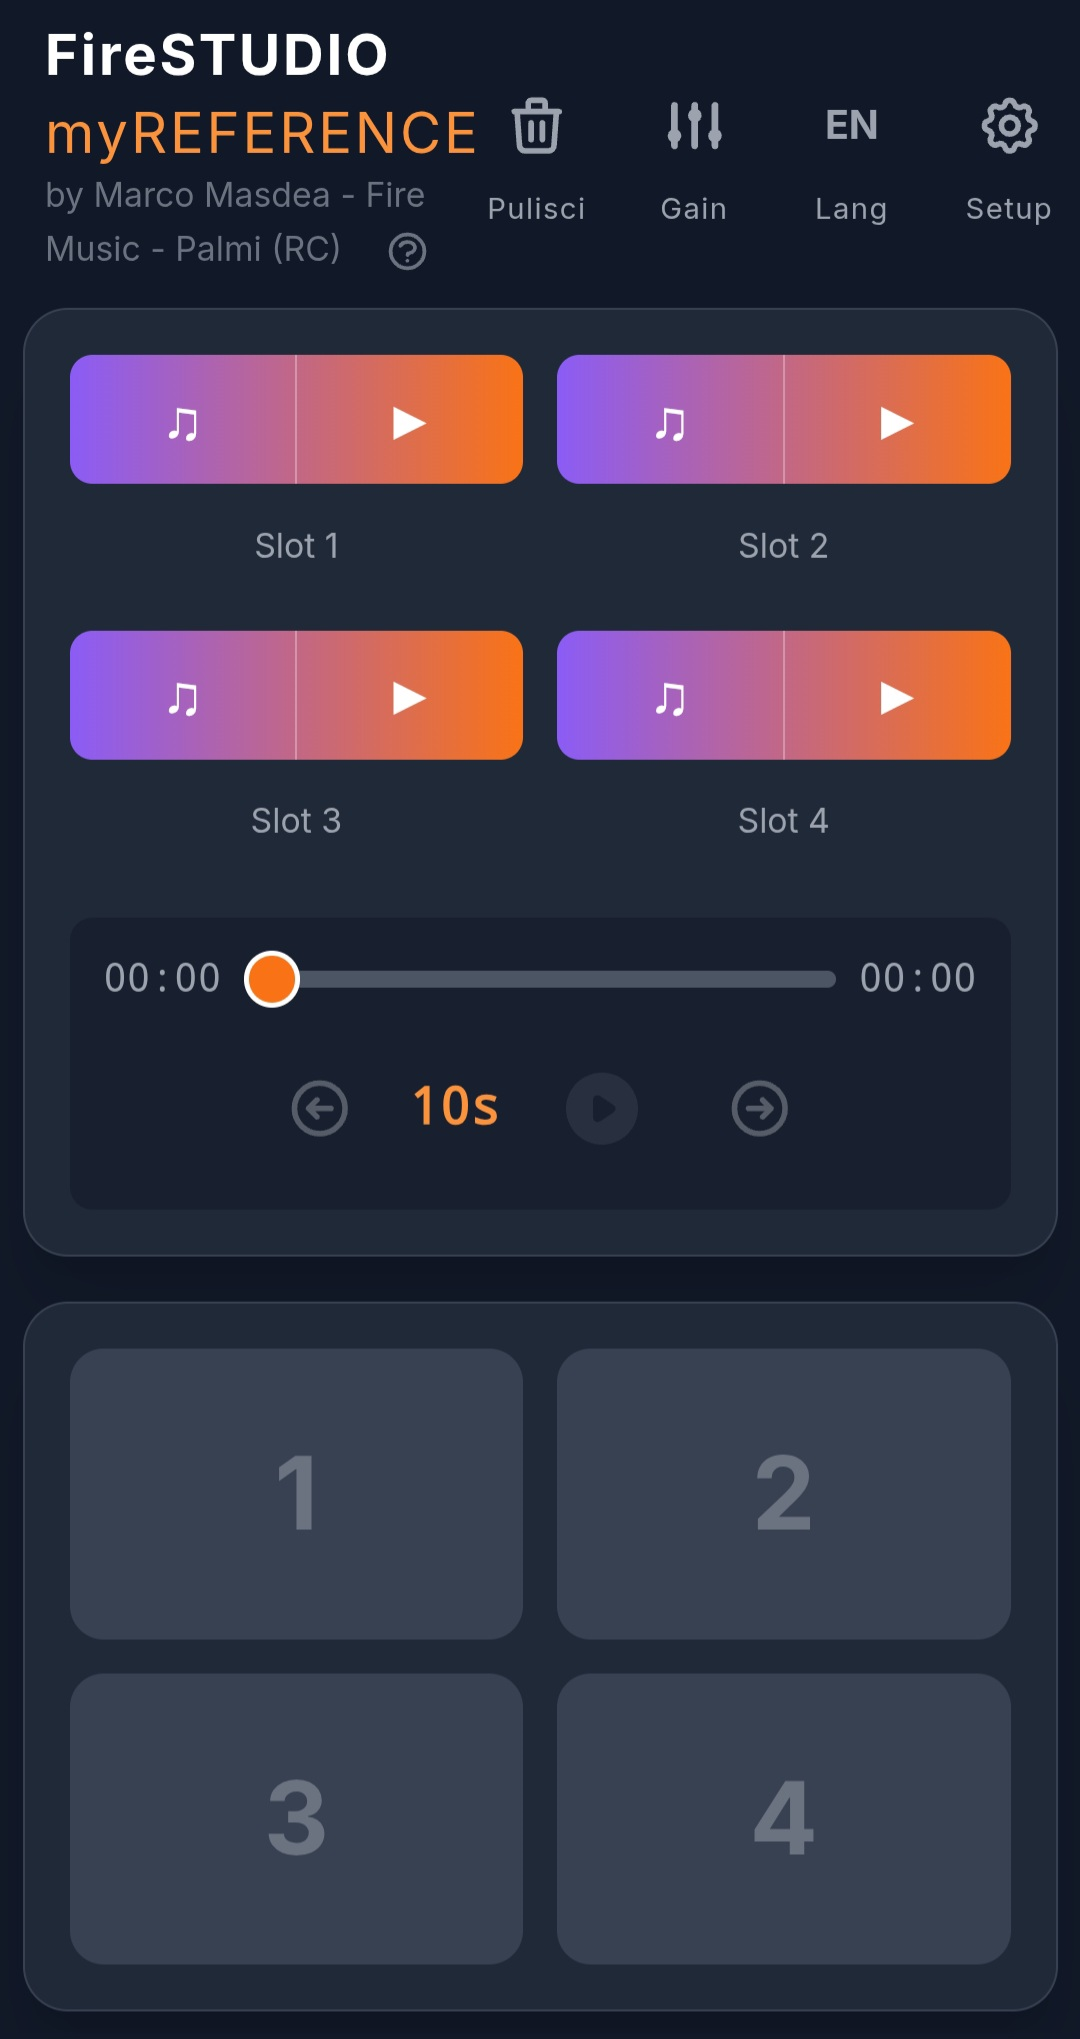 FireSTUDIO
myREFERENCE
by Marco Masdea - Fire
Music - Palmi (RC)
Pulisci
Gain
EN
Lang
Setup
Slot 1
Slot 2
Slot 3
Slot 4
00:00
00:00
10s
1
2
3
4